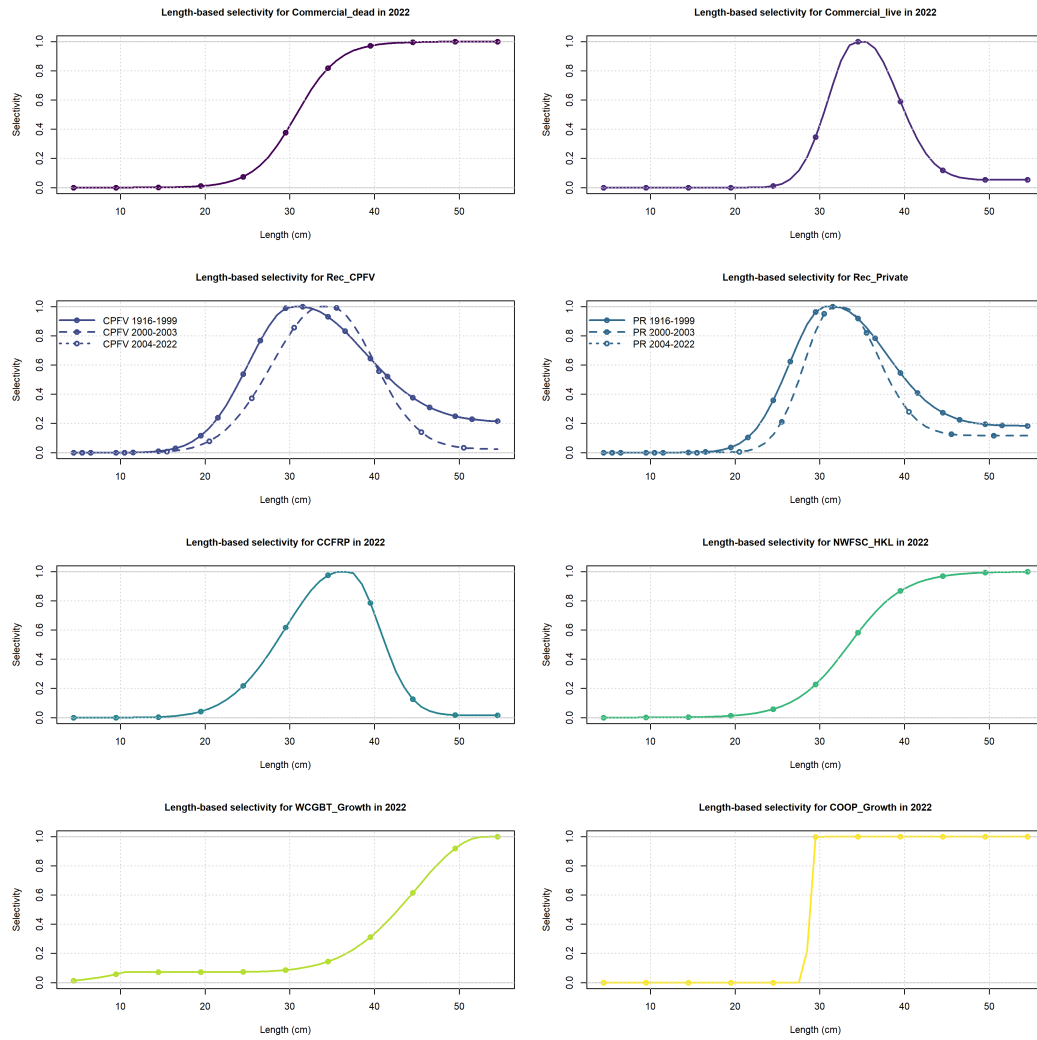 Length-based selectivity for Commercial_dead in 2022
Selectivity
0.0 0.2 0.4 0.6 0.8 1.0
10 20 30 40 50
Length (cm)
Length-based selectivity for Commercial_live in 2022
Selectivity
0.0 0.2 0.4 0.6 0.8 1.0
10 20 30 40 50
Length (cm)
Length-based selectivity for Rec_CPFV
Selectivity
0.0 0.2 0.4 0.6 0.8 1.0
CPFV 1916-1999
CPFV 2000-2003
CPFV 2004-2022
10 20 30 40 50
Length (cm)
Length-based selectivity for Rec_Private
Selectivity
0.0 0.2 0.4 0.6 0.8 1.0
PR 1916-1999
PR 2000-2003
PR 2004-2022
10 20 30 40 50
Length (cm)
Length-based selectivity for CCFRP in 2022
Selectivity
0.0 0.2 0.4 0.6 0.8 1.0
10 20 30 40 50
Length (cm)
Length-based selectivity for NWFSC_HKL in 2022
Selectivity
0.0 0.2 0.4 0.6 0.8 1.0
10 20 30 40 50
Length (cm)
Length-based selectivity for WCGBT_Growth in 2022
Selectivity
0.0 0.2 0.4 0.6 0.8 1.0
10 20 30 40 50
Length (cm)
Length-based selectivity for COOP_Growth in 2022
Selectivity
0.0 0.2 0.4 0.6 0.8 1.0
10 20 30 40 50
Length (cm)